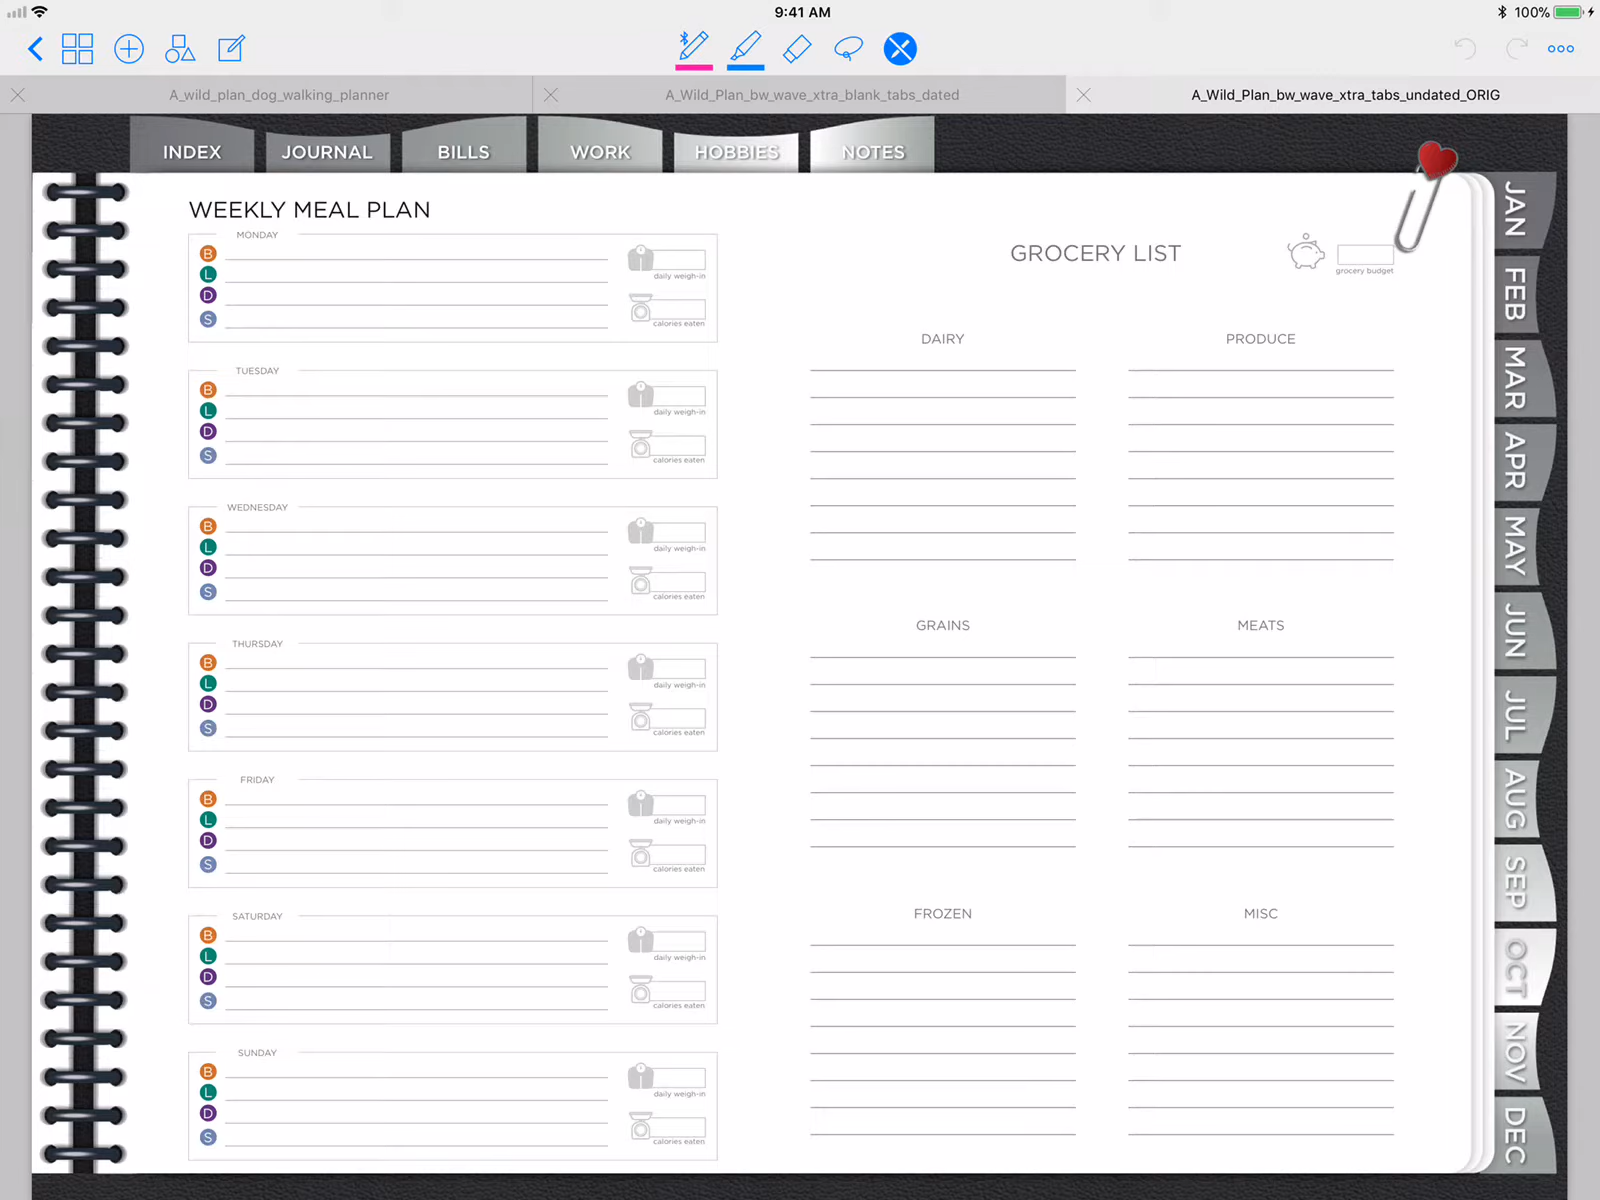 9:41 AM
100%
A_wild_plan_dog_walking_planner
A_Wild_Plan_bw_wave_xtra_blank_tabs_dated
A_Wild_Plan_bw_wave_xtra_tabs_undated_ORIG
INDEX
JOURNAL
BILLS
WORK
HOBBIES
NOTES
WEEKLY MEAL PLAN
MONDAY
B
L
D
S
daily weigh-in
calories eaten
TUESDAY
B
L
D
S
daily weigh-in
calories eaten
WEDNESDAY
B
L
D
S
daily weigh-in
calories eaten
THURSDAY
B
L
D
S
daily weigh-in
calories eaten
FRIDAY
B
L
D
S
daily weigh-in
calories eaten
SATURDAY
B
L
D
S
daily weigh-in
calories eaten
SUNDAY
B
L
D
S
daily weigh-in
calories eaten
GROCERY LIST
grocery budget
DAIRY
PRODUCE
GRAINS
MEATS
FROZEN
MISC
JAN
FEB
MAR
APR
MAY
JUN
JUL
AUG
SEP
OCT
NOV
DEC